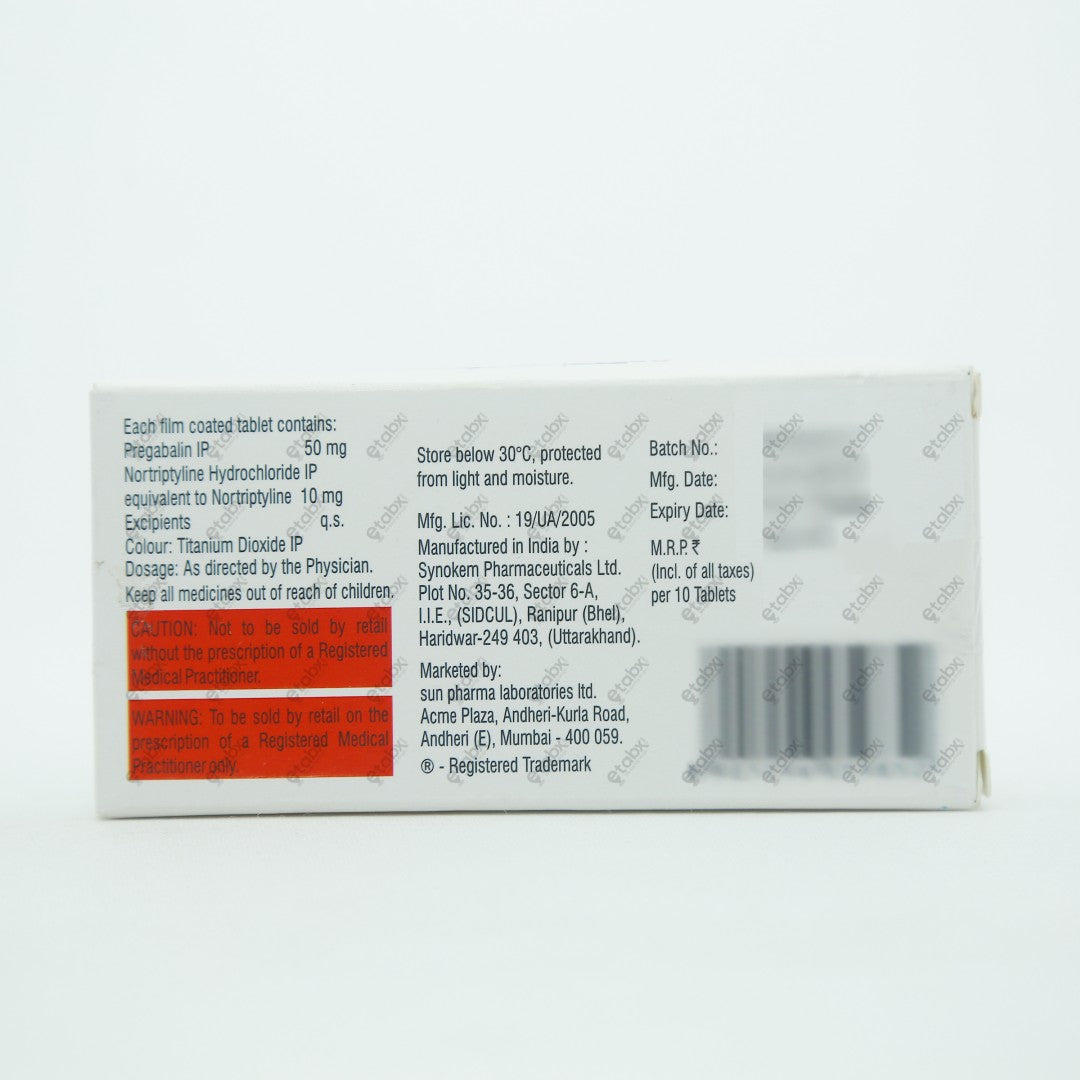 Each film coated tablet contains:
Pregabalin IP 50 mg
Nortriptyline Hydrochloride IP
equivalent to Nortriptyline 10 mg
Excipients q.s.
Colour: Titanium Dioxide IP
Dosage: As directed by the Physician.
Keep all medicines out of reach of children.
CAUTION: Not to be sold by retail
without the prescription of a Registered
Medical Practitioner.
WARNING: To be sold by retail on the
prescription of a Registered Medical
Practitioner only.
Store below 30°C, protected
from light and moisture.
Mfg. Lic. No. : 19/UA/2005
Manufactured in India by :
Synokem Pharmaceuticals Ltd.
Plot No. 35-36, Sector 6-A,
I.I.E., (SIDCUL), Ranipur (Bhel),
Haridwar-249 403, (Uttarakhand).
Marketed by:
sun pharma laboratories ltd.
Acme Plaza, Andheri-Kurla Road,
Andheri (E), Mumbai - 400 059.
® - Registered Trademark
Batch No.:
Mfg. Date:
Expiry Date:
M.R.P. ₹
(Incl. of all taxes)
per 10 Tablets
etabx